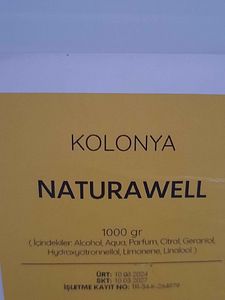 KOLONYA
NATURAWELL
1000 gr
( İçindekiler: Alcohol, Aqua, Parfum, Citral, Geraniol,
Hydroxycitronnellol, Limonene, Linalool )
ÜRT: 10 03 2024
SKT: 10 03 2027
İŞLETME KAYIT NO: